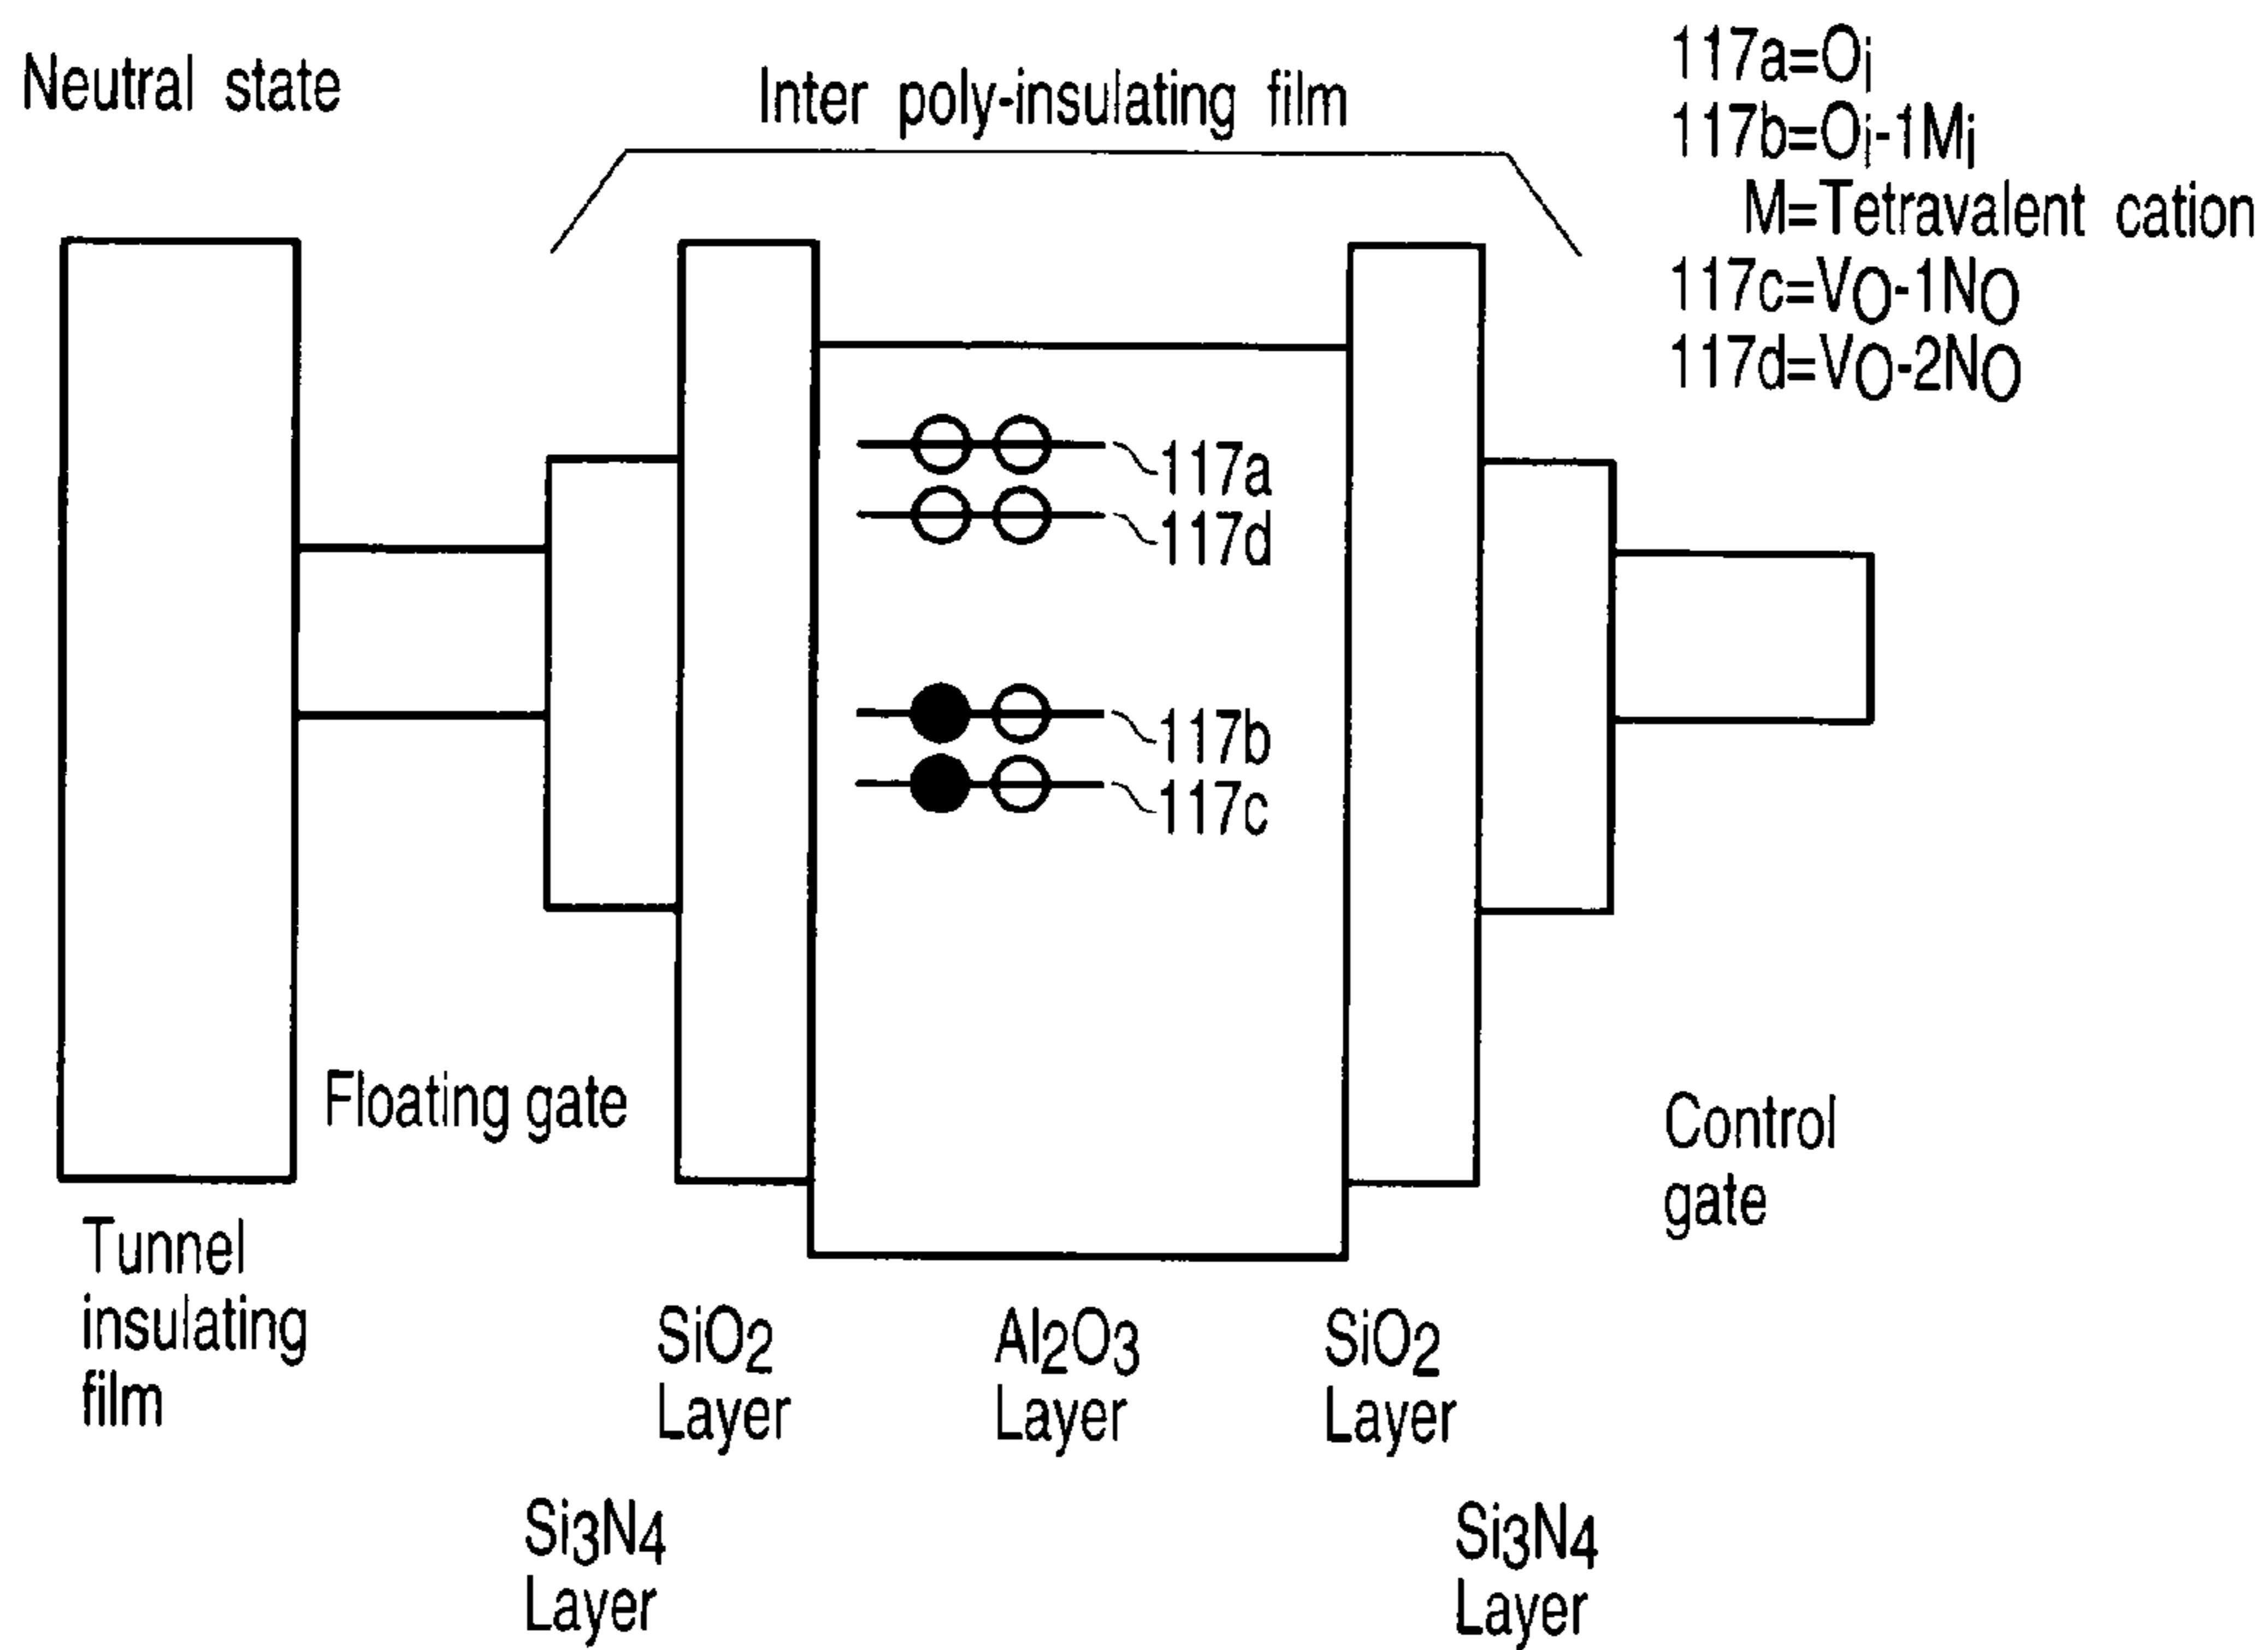 Neutral state
Inter poly-insulating film
117a=Oi
117b=Oi-1Mi
M=Tetravalent cation
117c=VO-1NO
117d=VO-2NO
117a
117d
117b
117c
Floating gate
Control
gate
Tunnel
insulating
film
SiO2
Layer
Al2O3
Layer
SiO2
Layer
Si3N4
Layer
Si3N4
Layer